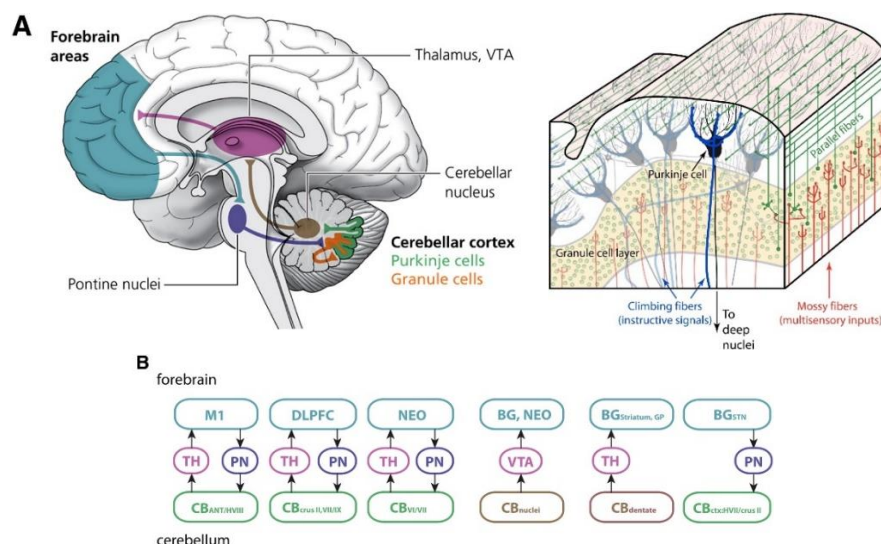 A
Forebrain
areas
Thalamus, VTA
Cerebellar
nucleus
Cerebellar cortex
Purkinje cells
Granule cells
Pontine nuclei
Purkinje cell
Parallel fibers
Granule cell layer
Climbing fibers
(instructive signals)
To
deep
nuclei
Mossy fibers
(multisensory inputs)
B
forebrain
M1 DLPFC NEO BG, NEO BGStriatum, GP BGSTN
TH PN TH PN TH PN VTA TH PN
CBANT/HVIII CBcrus II,VII/IX CBVI/VII CBnuclei CBdentate CBctx:HVII/crus II
cerebellum